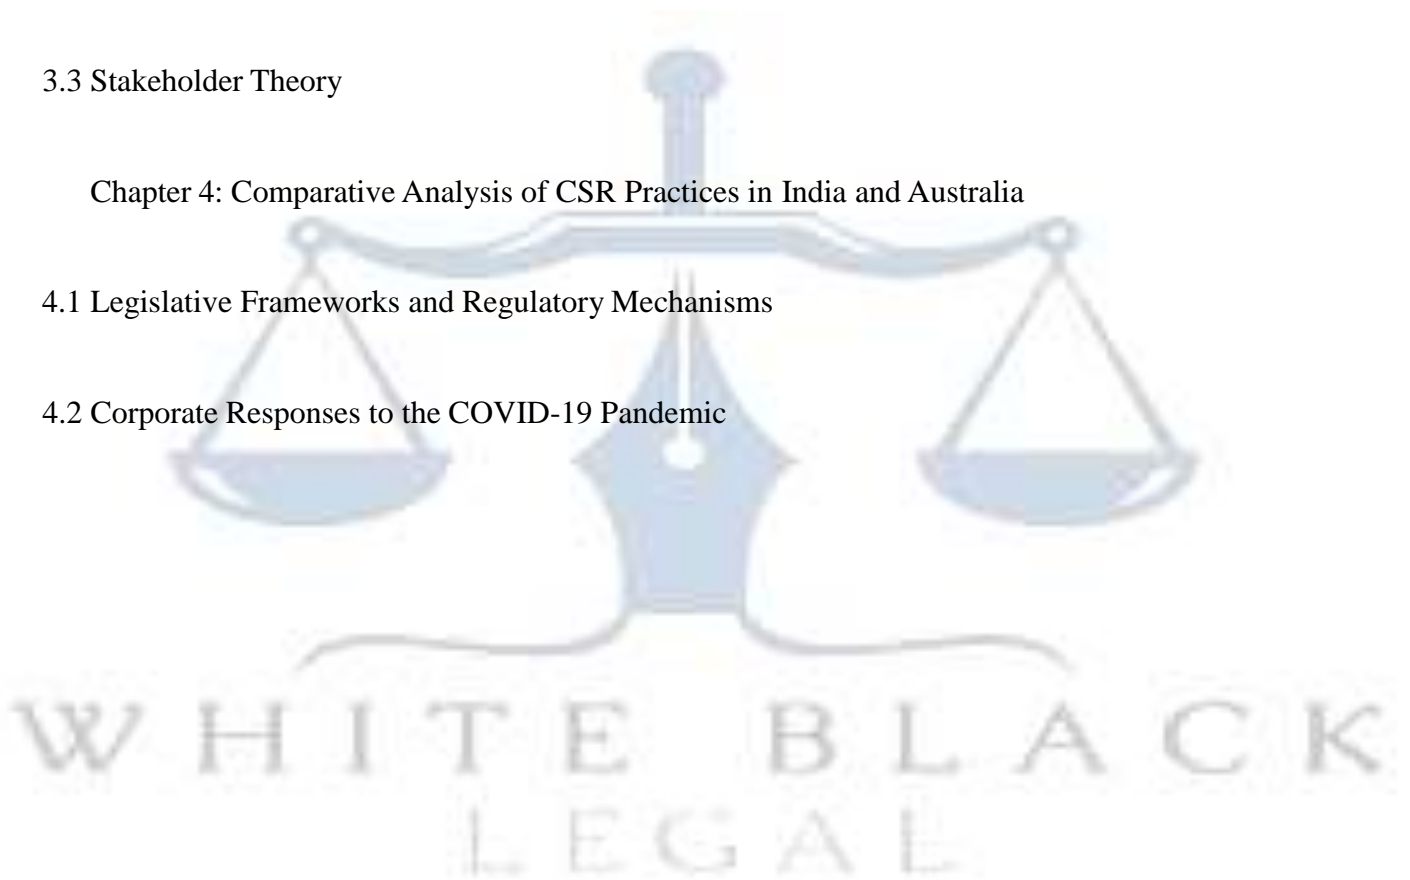 3.3 Stakeholder Theory
Chapter 4: Comparative Analysis of CSR Practices in India and Australia
4.1 Legislative Frameworks and Regulatory Mechanisms
4.2 Corporate Responses to the COVID-19 Pandemic
WHITE BLACK
LEGAL